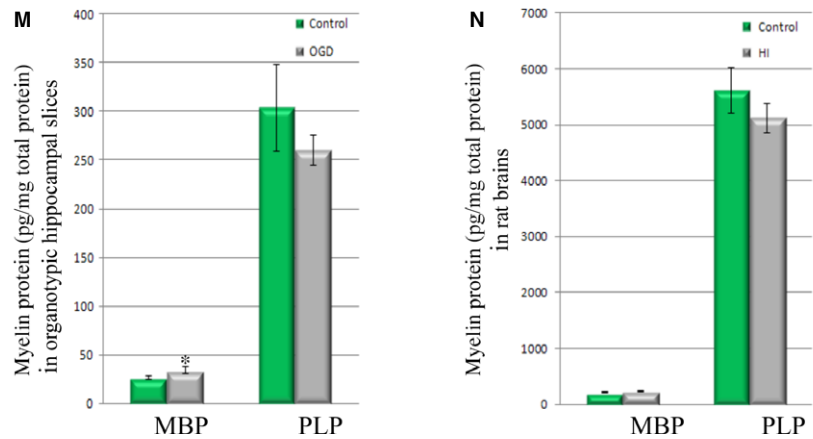 M
Myelin protein (pg/mg total protein)
in organotypic hippocampal slices
400
350
300
250
200
150
100
50
0
Control
OGD
*
MBP PLP
N
Myelin protein (pg/mg total protein)
in rat brains
7000
6000
5000
4000
3000
2000
1000
0
Control
HI
MBP PLP